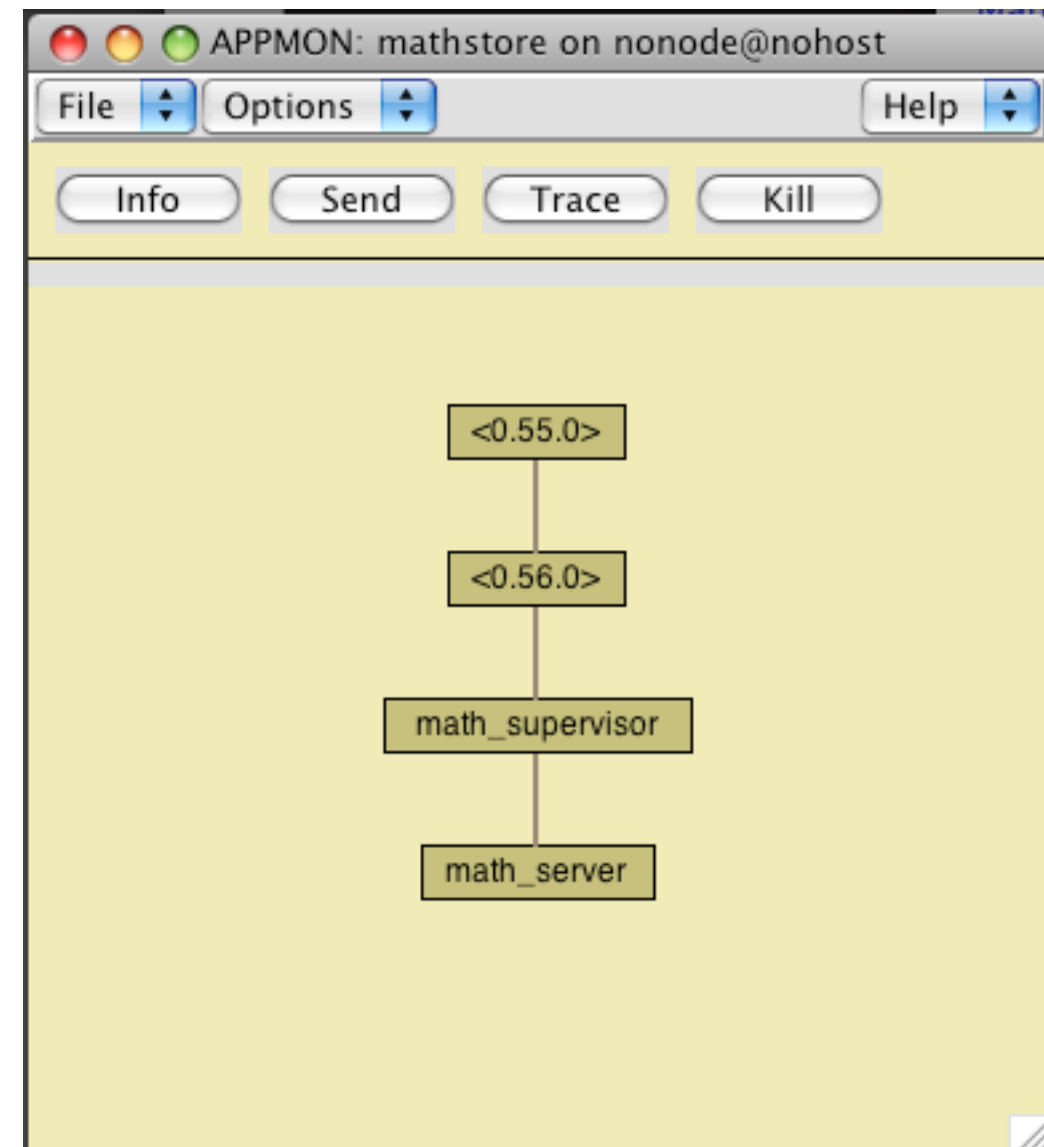 APPMON: mathstore on nonode@nohost
File Options Help
Info Send Trace Kill
<0.55.0>
<0.56.0>
math_supervisor
math_server